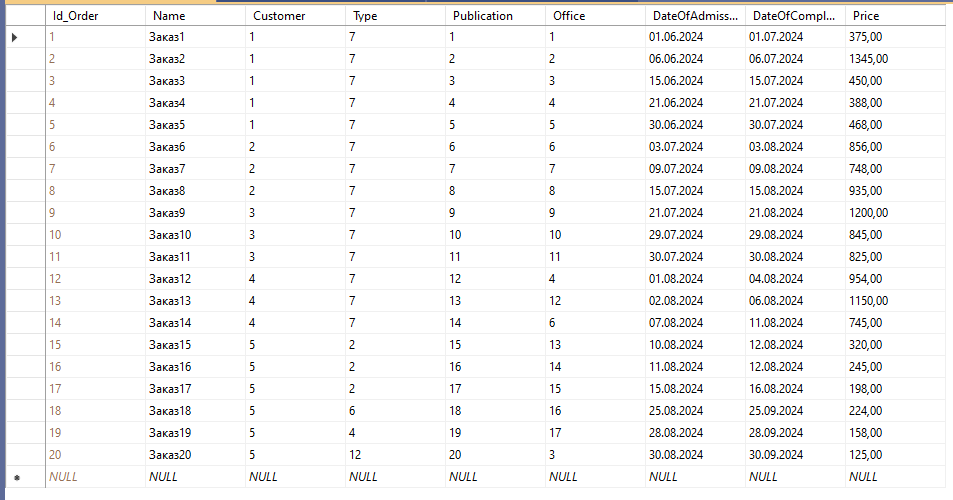 Id_Order Name Customer Type Publication Office DateOfAdmiss... DateOfCompl... Price
1 Заказ1 1 7 1 1 01.06.2024 01.07.2024 375,00
2 Заказ2 1 7 2 2 06.06.2024 06.07.2024 1345,00
3 Заказ3 1 7 3 3 15.06.2024 15.07.2024 450,00
4 Заказ4 1 7 4 4 21.06.2024 21.07.2024 388,00
5 Заказ5 1 7 5 5 30.06.2024 30.07.2024 468,00
6 Заказ6 2 7 6 6 03.07.2024 03.08.2024 856,00
7 Заказ7 2 7 7 7 09.07.2024 09.08.2024 748,00
8 Заказ8 2 7 8 8 15.07.2024 15.08.2024 935,00
9 Заказ9 3 7 9 9 21.07.2024 21.08.2024 1200,00
10 Заказ10 3 7 10 10 29.07.2024 29.08.2024 845,00
11 Заказ11 3 7 11 11 30.07.2024 30.08.2024 825,00
12 Заказ12 4 7 12 4 01.08.2024 04.08.2024 954,00
13 Заказ13 4 7 13 12 02.08.2024 06.08.2024 1150,00
14 Заказ14 4 7 14 6 07.08.2024 11.08.2024 745,00
15 Заказ15 5 2 15 13 10.08.2024 12.08.2024 320,00
16 Заказ16 5 2 16 14 11.08.2024 12.08.2024 245,00
17 Заказ17 5 2 17 15 15.08.2024 16.08.2024 198,00
18 Заказ18 5 6 18 16 25.08.2024 25.09.2024 224,00
19 Заказ19 5 4 19 17 28.08.2024 28.09.2024 158,00
20 Заказ20 5 12 20 3 30.08.2024 30.09.2024 125,00
NULL NULL NULL NULL NULL NULL NULL NULL NULL